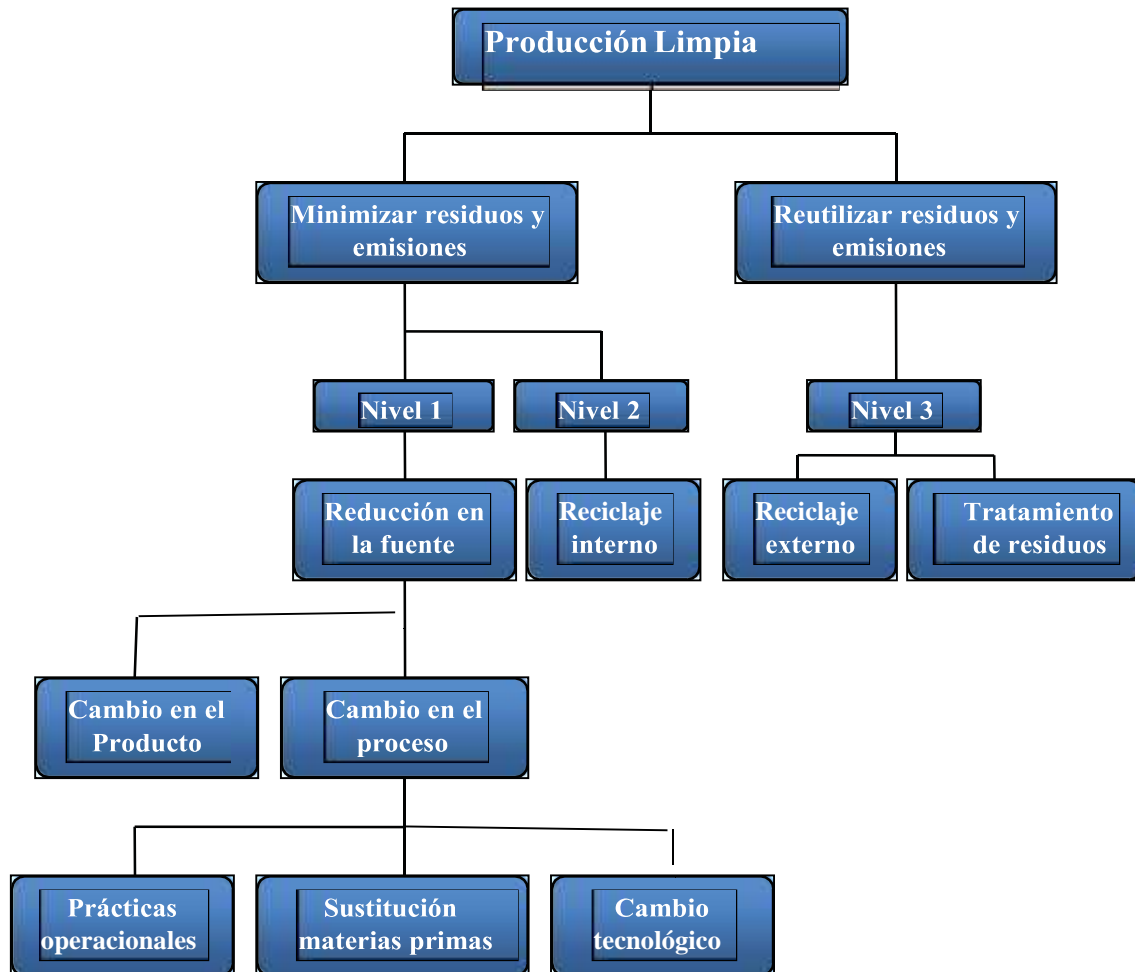 Producción Limpia
Minimizar residuos y
emisiones
Reutilizar residuos y
emisiones
Nivel 1
Nivel 2
Nivel 3
Reducción en
la fuente
Reciclaje
interno
Reciclaje
externo
Tratamiento
de residuos
Cambio en el
Producto
Cambio en el
proceso
Prácticas
operacionales
Sustitución
materias primas
Cambio
tecnológico